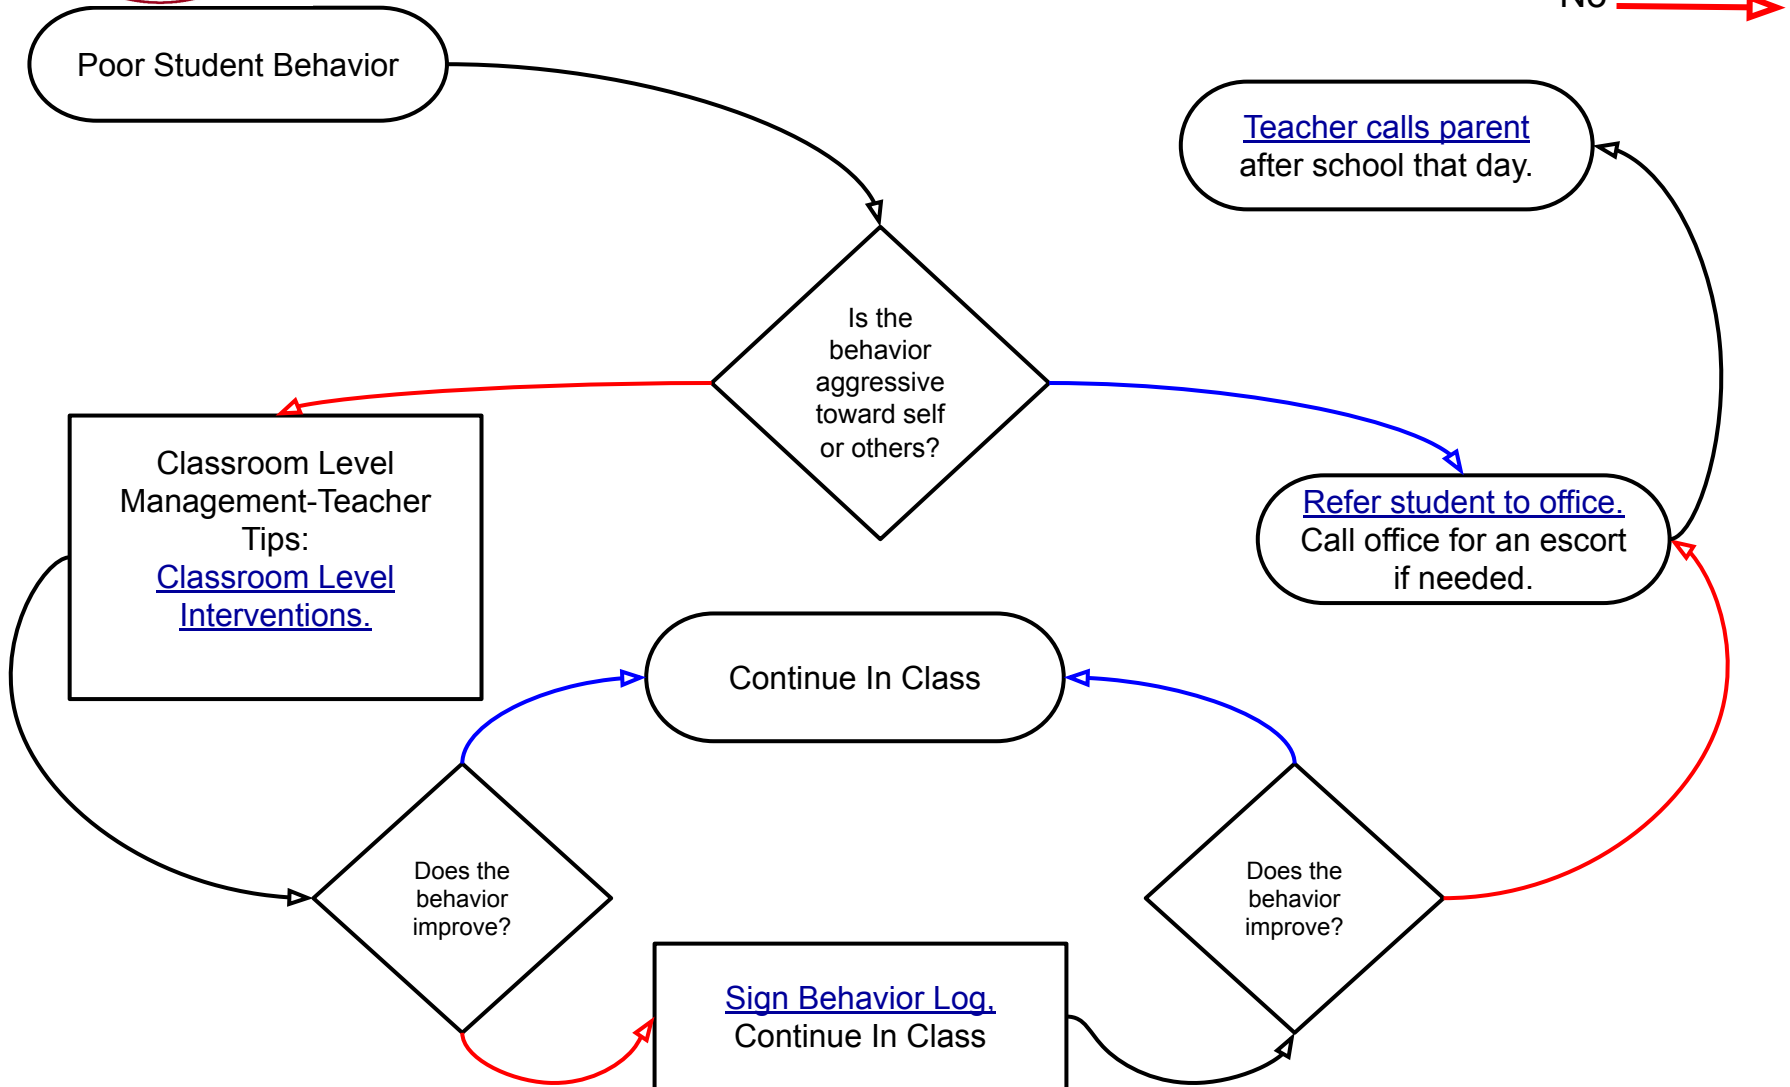 No
Poor Student Behavior
Teacher calls parent
after school that day.
Is the
behavior
aggressive
toward self
or others?
Classroom Level
Management-Teacher
Tips:
Classroom Level
Interventions.
Refer student to office.
Call office for an escort
if needed.
Continue In Class
Does the
behavior
improve?
Does the
behavior
improve?
Sign Behavior Log,
Continue In Class